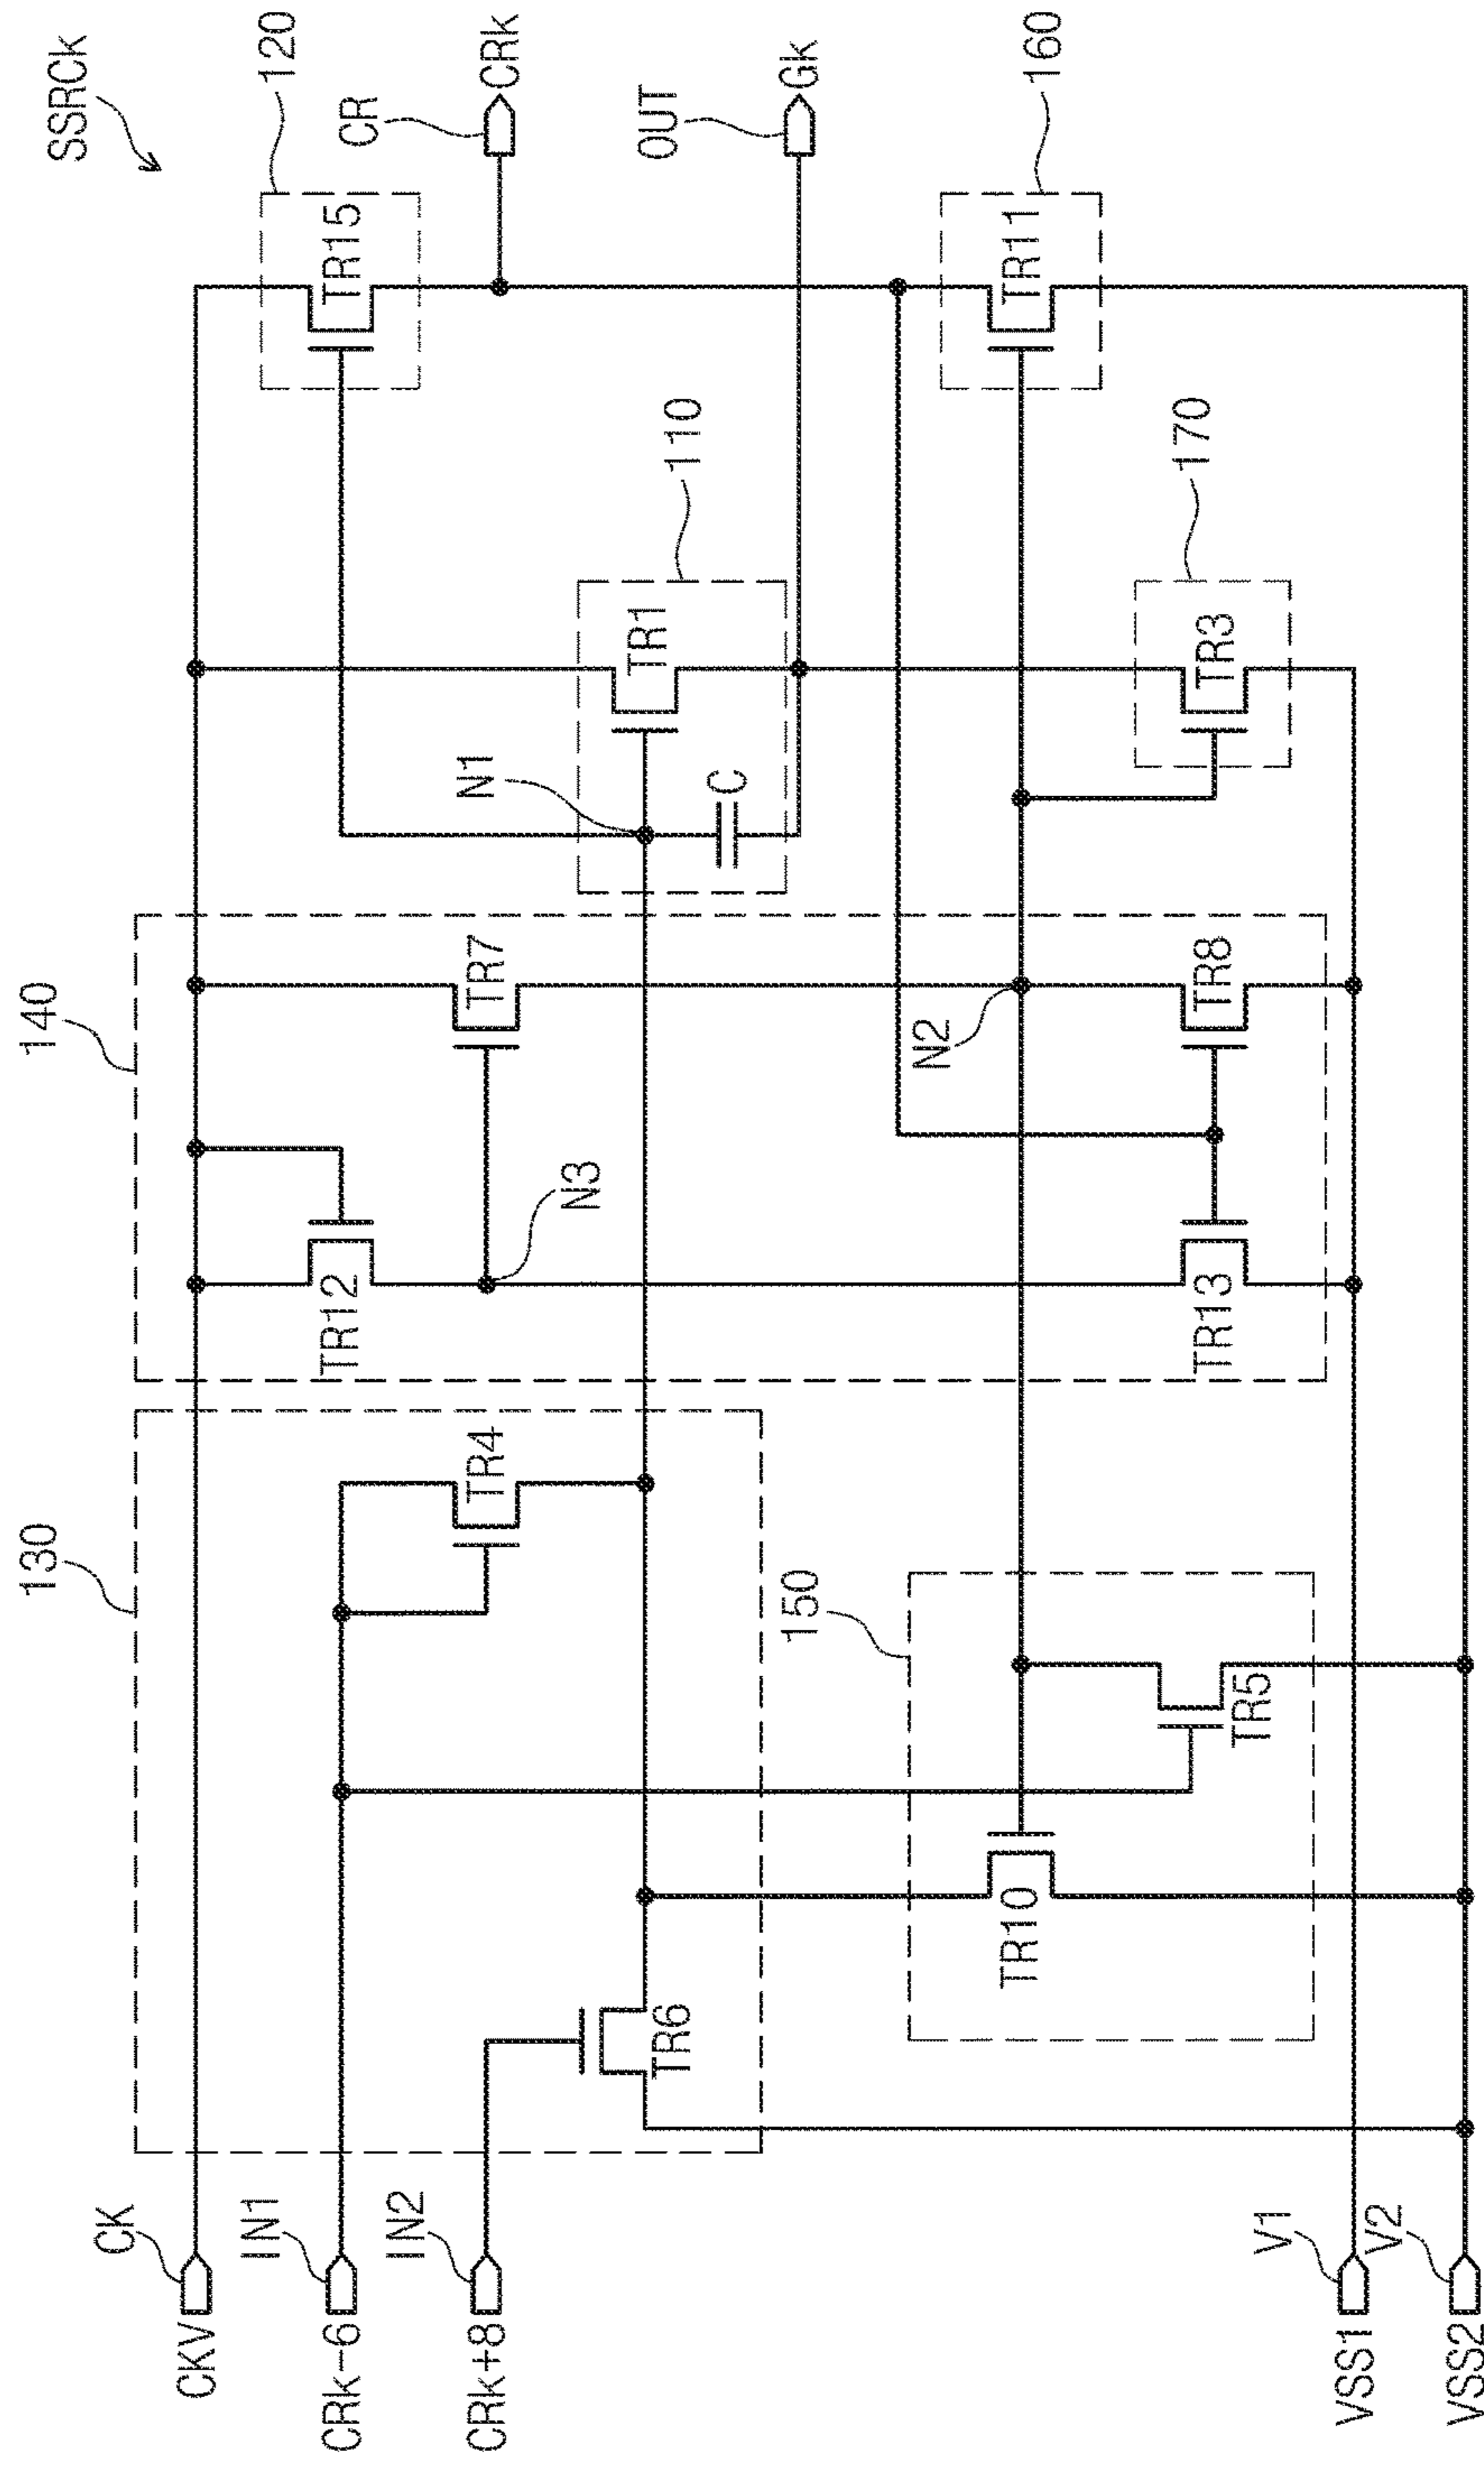 SSRCk
120
CR
CRk
OUT
Gk
160
TR15
TR11
110
170
TR1
TR3
N1
C
140
TR7
TR8
N2
N3
TR12
TR13
130
TR4
150
TR5
TR10
TR6
CK
IN1
IN2
V1
V2
CKV
CRk-6
CRk+8
VSS1
VSS2